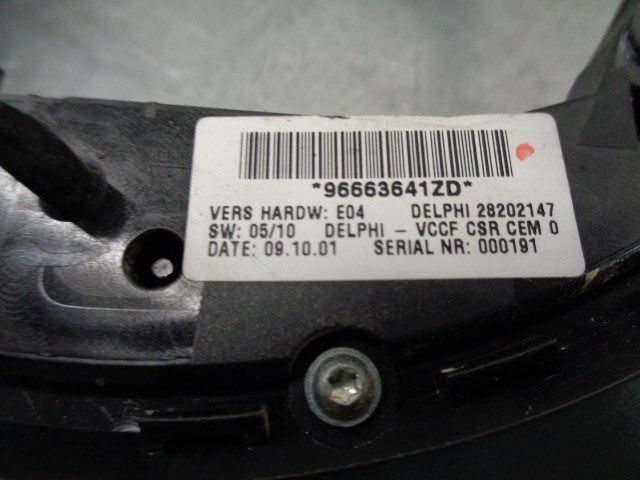 *96663641ZD*
VERS HARDW: E04 DELPHI 28202147
SW: 05/10 DELPHI - VCCF CSR CEM 0
DATE: 09.10.01 SERIAL NR: 000191